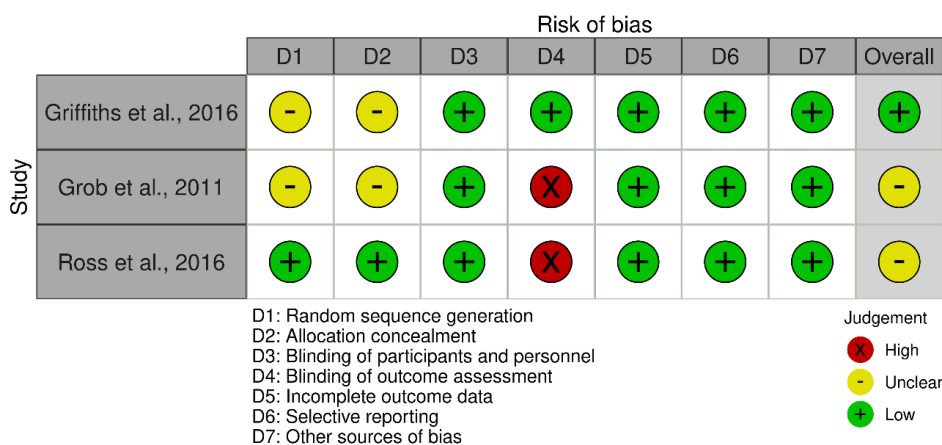 Risk of bias
D1 D2 D3 D4 D5 D6 D7 Overall
Study
Griffiths et al., 2016 - - + + + + + +
Grob et al., 2011 - - + X + + + -
Ross et al., 2016 + + + X + + + -
D1: Random sequence generation
D2: Allocation concealment
D3: Blinding of participants and personnel
D4: Blinding of outcome assessment
D5: Incomplete outcome data
D6: Selective reporting
D7: Other sources of bias
Judgement
X High
- Unclear
+ Low